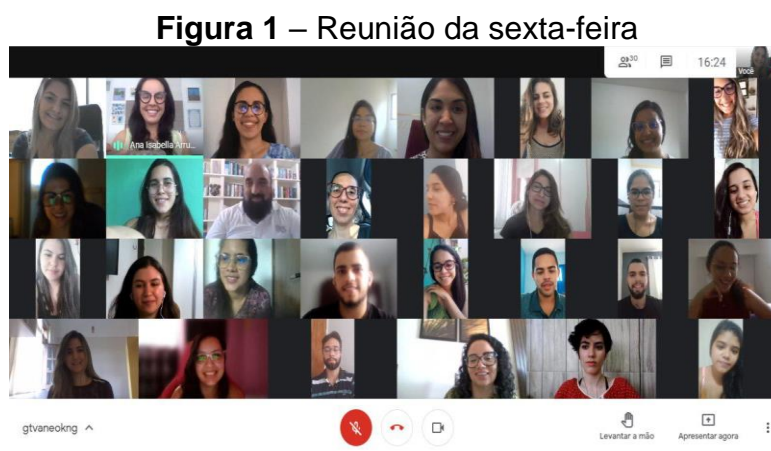 Figura 1 – Reunião da sexta-feira
30
16:24
Você
Ana Isabella Arru...
gtvaneokng
Levantar a mão
Apresentar agora